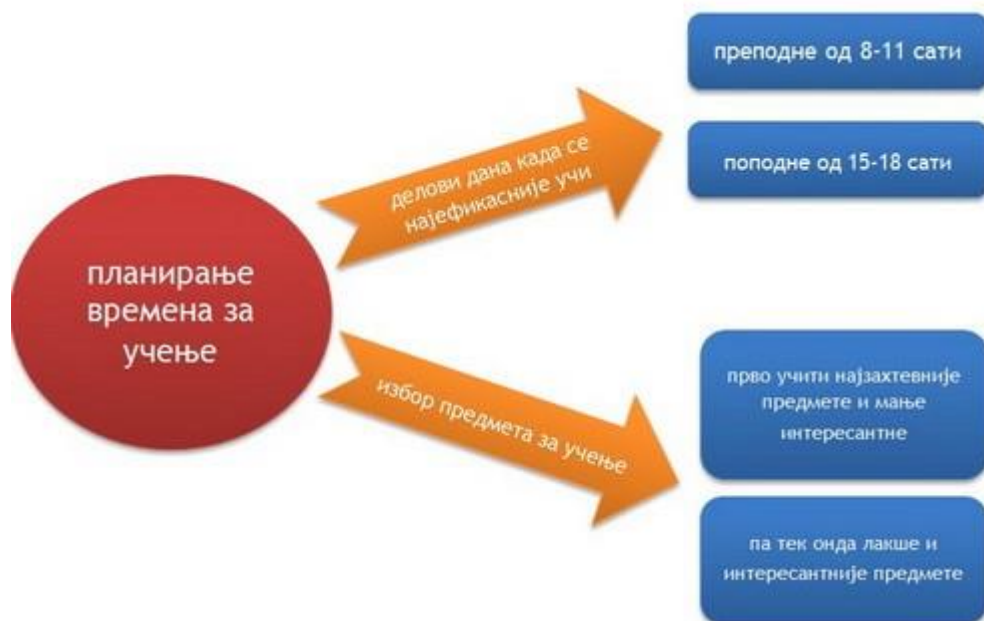 планирање
времена за
учење
делови дана када се
најефикасније учи
преподне од 8-11 сати
поподне од 15-18 сати
избор предмета за учење
прво учити најзахтевније
предмете и мање
интересантне
па тек онда лакше и
интересантније предмете